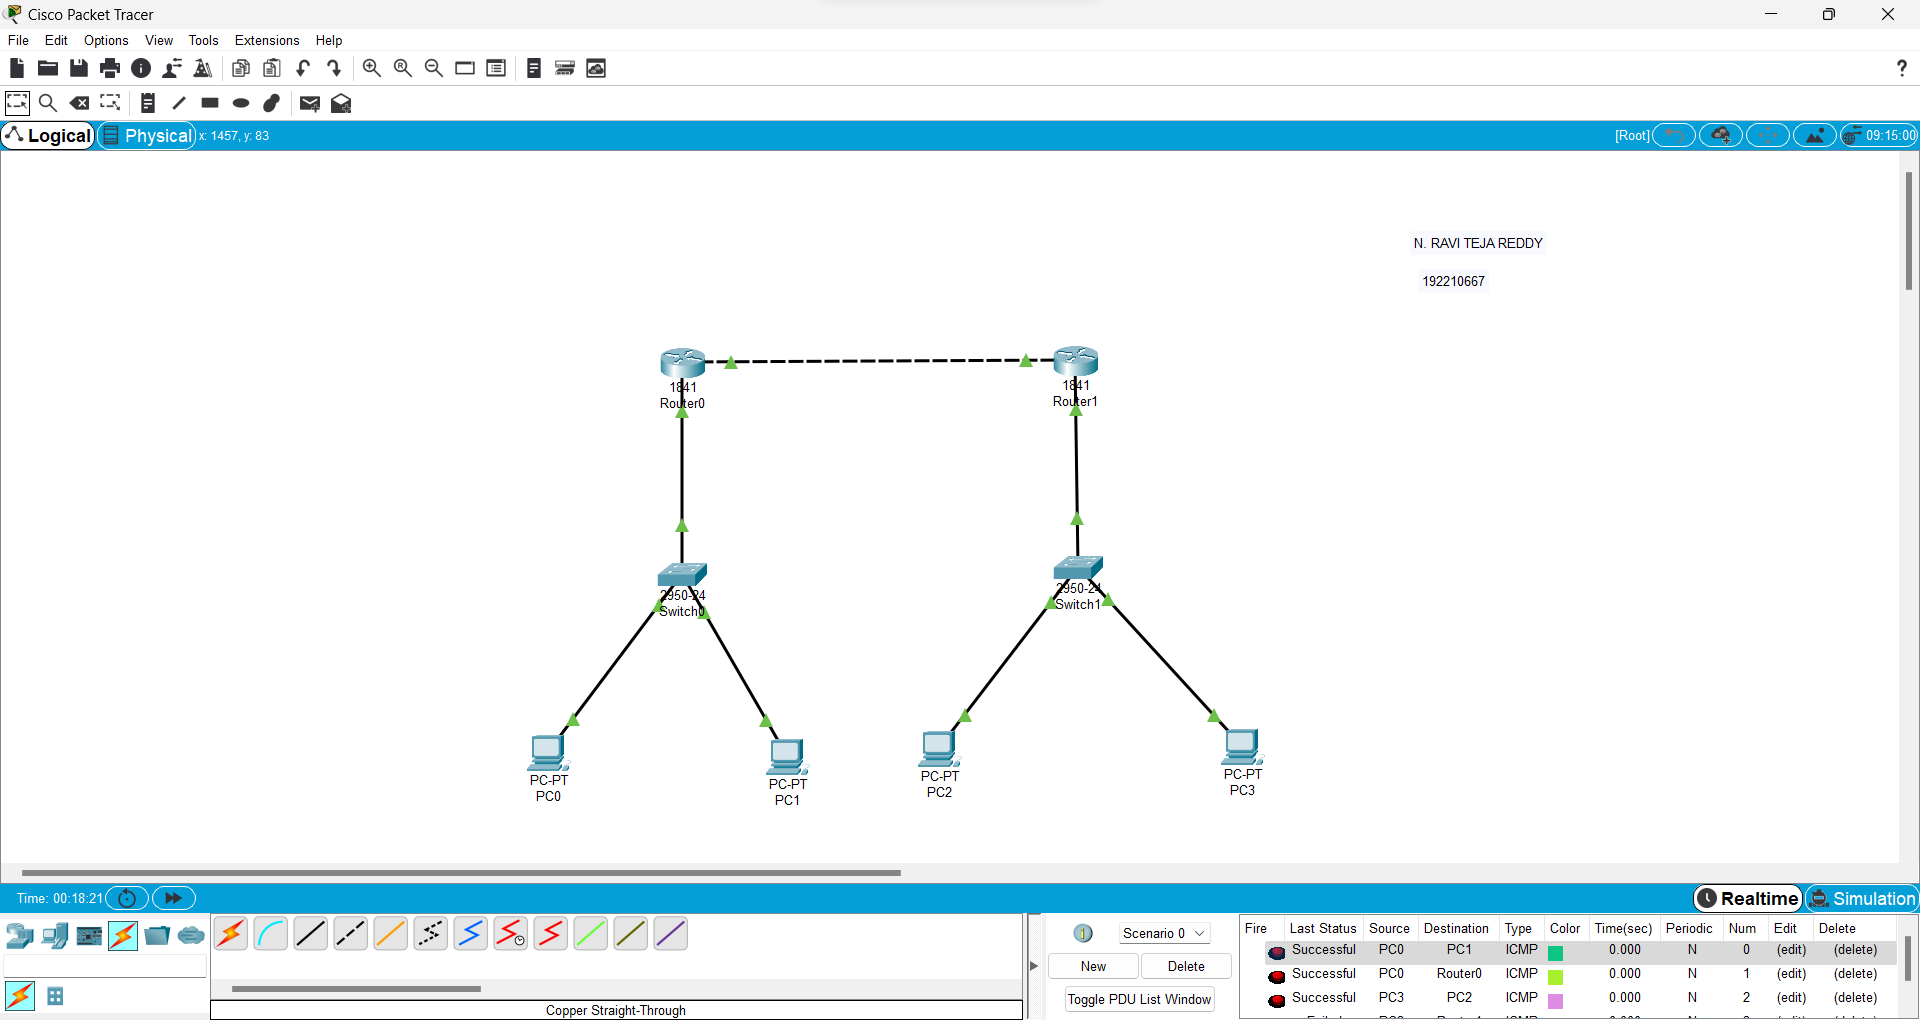 Cisco Packet Tracer
File Edit Options View Tools Extensions Help
?
Logical Physical x: 1457, y: 83 [Root] 09:15:00
N. RAVI TEJA REDDY
192210667
1841
Router0
1841
Router1
2950-24
Switch0
2950-24
Switch1
PC-PT
PC0
PC-PT
PC1
PC-PT
PC2
PC-PT
PC3
Time: 00:18:21 Realtime Simulation
Scenario 0
New Delete
Toggle PDU List Window
Copper Straight-Through
Fire Last Status Source Destination Type Color Time(sec) Periodic Num Edit Delete
Successful PC0 PC1 ICMP 0.000 N 0 (edit) (delete)
Successful PC0 Router0 ICMP 0.000 N 1 (edit) (delete)
Successful PC3 PC2 ICMP 0.000 N 2 (edit) (delete)